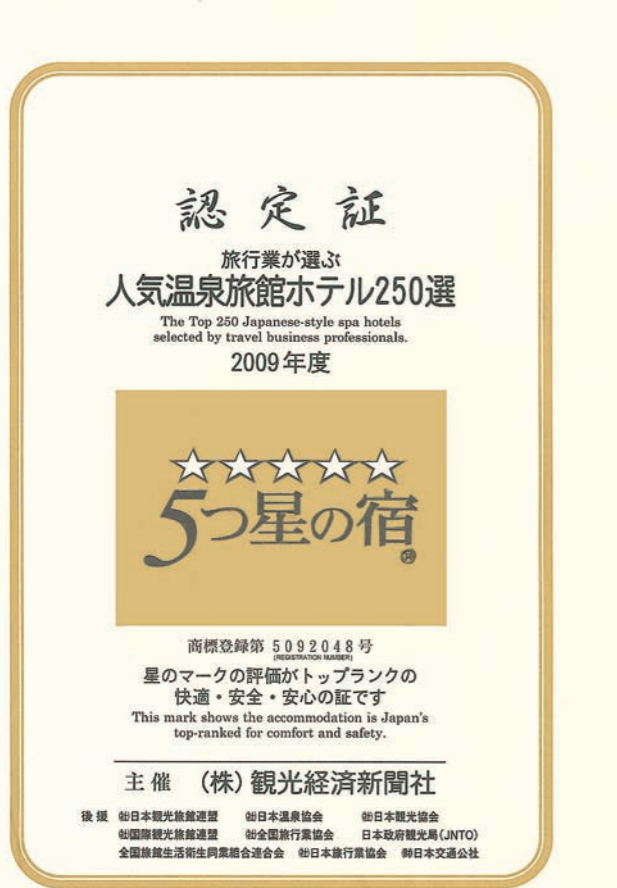 認定証
旅行業が選ぶ
人気温泉旅館ホテル250選
The Top 250 Japanese-style spa hotels
selected by travel business professionals.
2009年度
☆☆☆☆☆
5つ星の宿
商標登録第5092048号
(REGISTRATION NUMBER)
星のマークの評価がトップランクの
快適・安全・安心の証です
This mark shows the accommodation is Japan's
top-ranked for comfort and safety.
主催 (株)観光経済新聞社
後援 ㈳日本観光旅館連盟 ㈳日本温泉協会 ㈳日本観光協会
㈳国際観光旅館連盟 ㈳全国旅行業協会 日本政府観光局(JNTO)
全国旅館生活衛生同業組合連合会 ㈳日本旅行業協会 ㈶日本交通公社